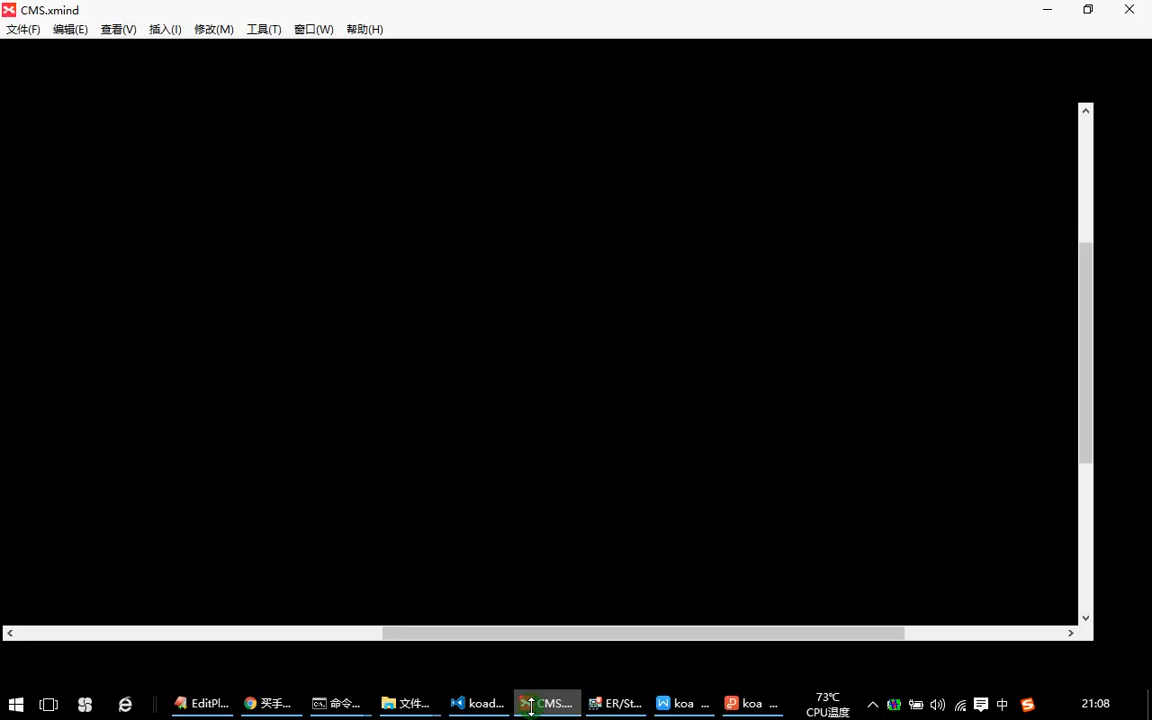 CMS.xmind
文件(F) 编辑(E) 查看(V) 插入(I) 修改(M) 工具(T) 窗口(W) 帮助(H)
EditPl... 买手... 命令... 文件... koad... CMS.... ER/St... koa ... koa ... 73℃ 中 21:08
CPU温度